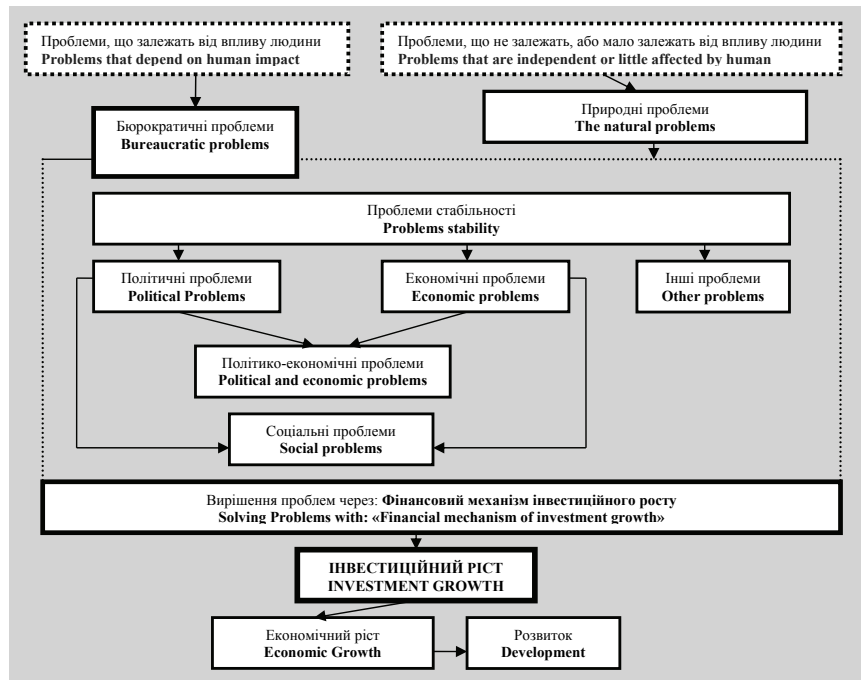 Проблеми, що залежать від впливу людини
Problems that depend on human impact
Проблеми, що не залежать, або мало залежать від впливу людини
Problems that are independent or little affected by human
Бюрократичні проблеми
Bureaucratic problems
Природні проблеми
The natural problems
Проблеми стабільності
Problems stability
Політичні проблеми
Political Problems
Економічні проблеми
Economic problems
Інші проблеми
Other problems
Політико-економічні проблеми
Political and economic problems
Соціальні проблеми
Social problems
Вирішення проблем через: Фінансовий механізм інвестиційного росту
Solving Problems with: «Financial mechanism of investment growth»
ІНВЕСТИЦІЙНИЙ РІСТ
INVESTMENT GROWTH
Економічний ріст
Economic Growth
Розвиток
Development